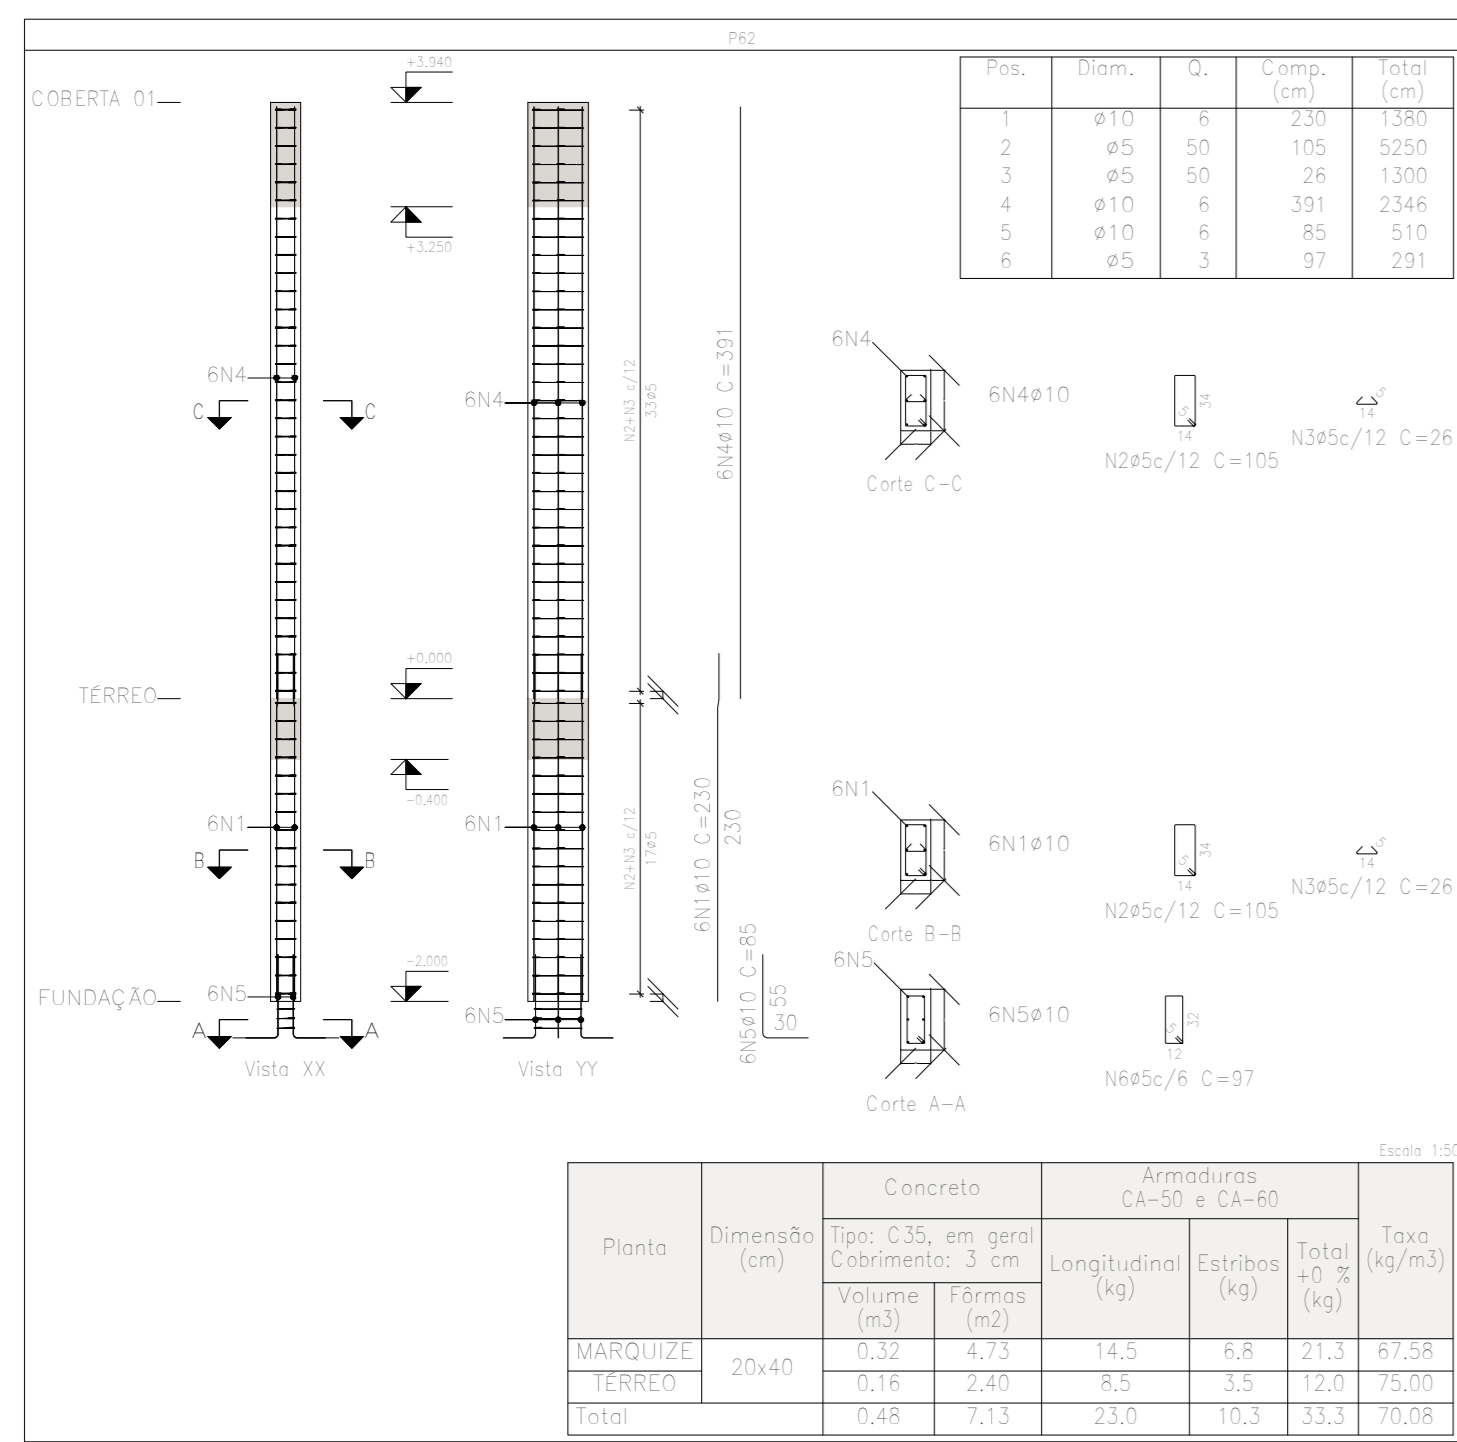 P62
Pos. Diam. Q. Comp. (cm) Total (cm)
1 ø10 6 230 1380
2 ø5 50 105 5250
3 ø5 50 26 1300
4 ø10 6 391 2346
5 ø10 6 85 510
6 ø5 3 97 291
COBERTA 01
+3.940
+3.250
6N4
C C
6N4
N2+N3 c/12
33ø5
6N4ø10 C=391
6N4
6N4ø10
Corte C-C
5
34
14
N2ø5c/12 C=105
5
14
N3ø5c/12 C=26
TÉRREO
+0.000
-0.400
6N1
B B
6N1
N2+N3 c/12
17ø5
6N1ø10 C=230
230
6N1
6N1ø10
Corte B-B
5
34
14
N2ø5c/12 C=105
5
14
N3ø5c/12 C=26
FUNDAÇÃO
-2.000
6N5
A A
6N5
6N5ø10 C=85
55
30
6N5
6N5ø10
Corte A-A
5
32
12
N6ø5c/6 C=97
Vista XX
Vista YY
Escala 1:50
Planta
Dimensão
(cm)
Concreto
Tipo: C35, em geral
Cobrimento: 3 cm
Volume
(m3)
Fôrmas
(m2)
Armaduras
CA-50 e CA-60
Longitudinal
(kg)
Estribos
(kg)
Total
+0 %
(kg)
Taxa
(kg/m3)
MARQUIZE 20x40 0.32 4.73 14.5 6.8 21.3 67.58
TÉRREO 0.16 2.40 8.5 3.5 12.0 75.00
Total 0.48 7.13 23.0 10.3 33.3 70.08